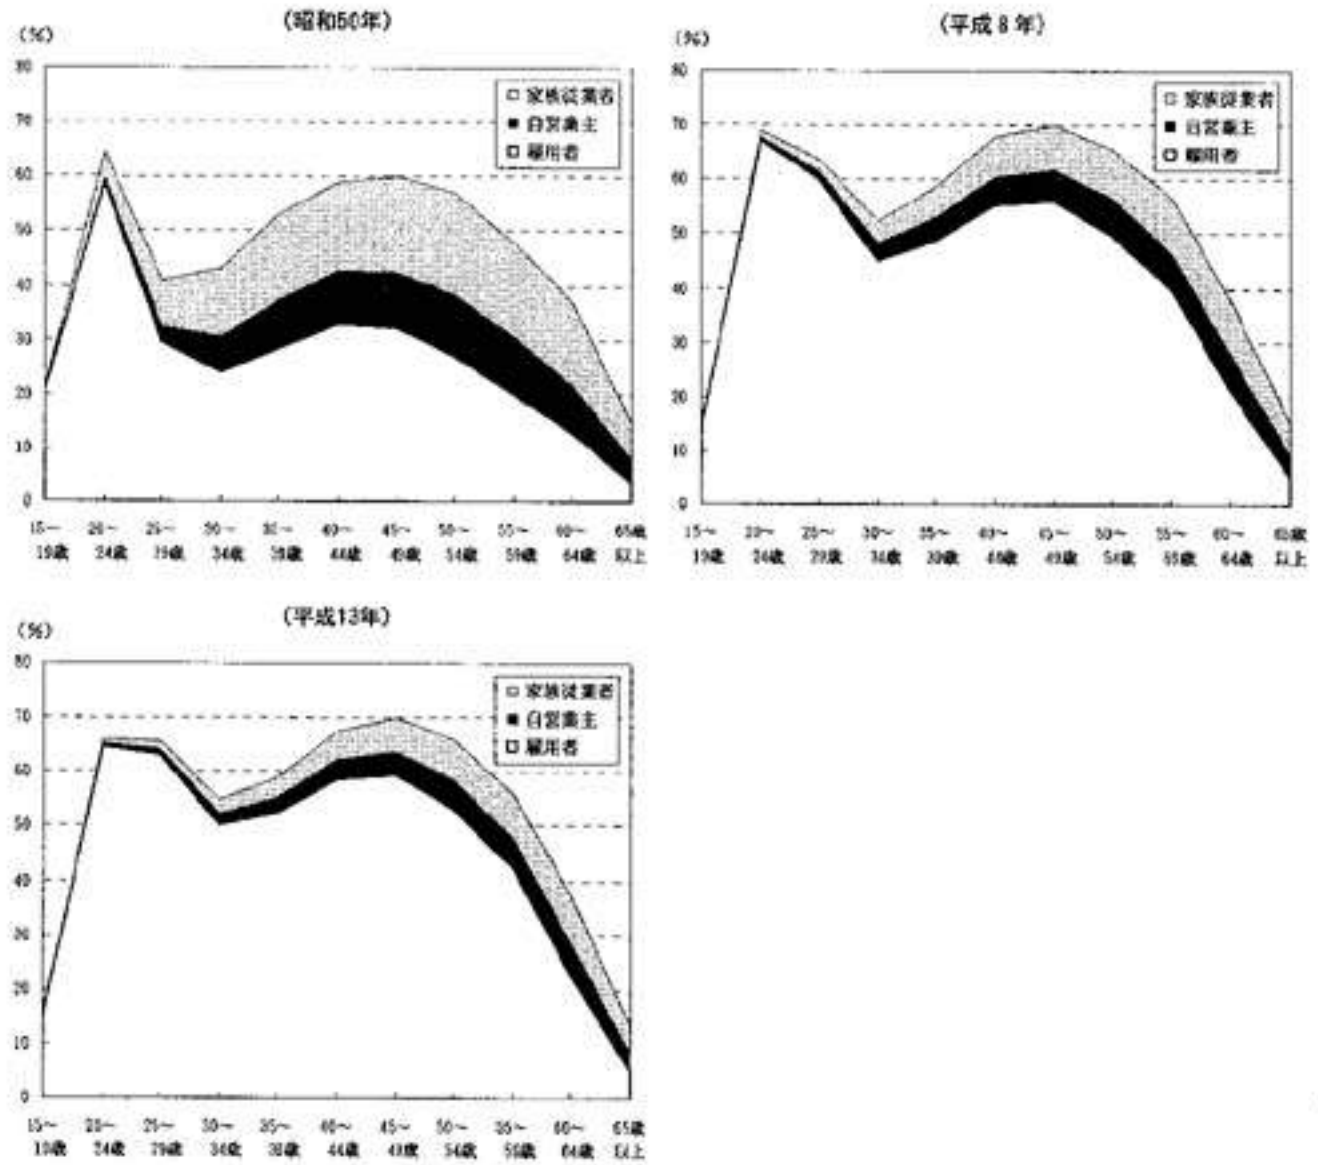 (昭和50年)
(%)
80
70
60
50
40
30
20
10
0
□ 家族従業者
■ 自営業主
□ 雇用者
15～ 20～ 25～ 30～ 35～ 40～ 45～ 50～ 55～ 60～ 65歳
19歳 24歳 29歳 34歳 39歳 44歳 49歳 54歳 59歳 64歳 以上
(平成8年)
(%)
80
70
60
50
40
30
20
10
0
□ 家族従業者
■ 自営業主
□ 雇用者
15～ 20～ 25～ 30～ 35～ 40～ 45～ 50～ 55～ 60～ 65歳
19歳 24歳 29歳 34歳 39歳 44歳 49歳 54歳 59歳 64歳 以上
(平成13年)
(%)
80
70
60
50
40
30
20
10
0
□ 家族従業者
■ 自営業主
□ 雇用者
15～ 20～ 25～ 30～ 35～ 40～ 45～ 50～ 55～ 60～ 65歳
19歳 24歳 29歳 34歳 39歳 44歳 49歳 54歳 59歳 64歳 以上